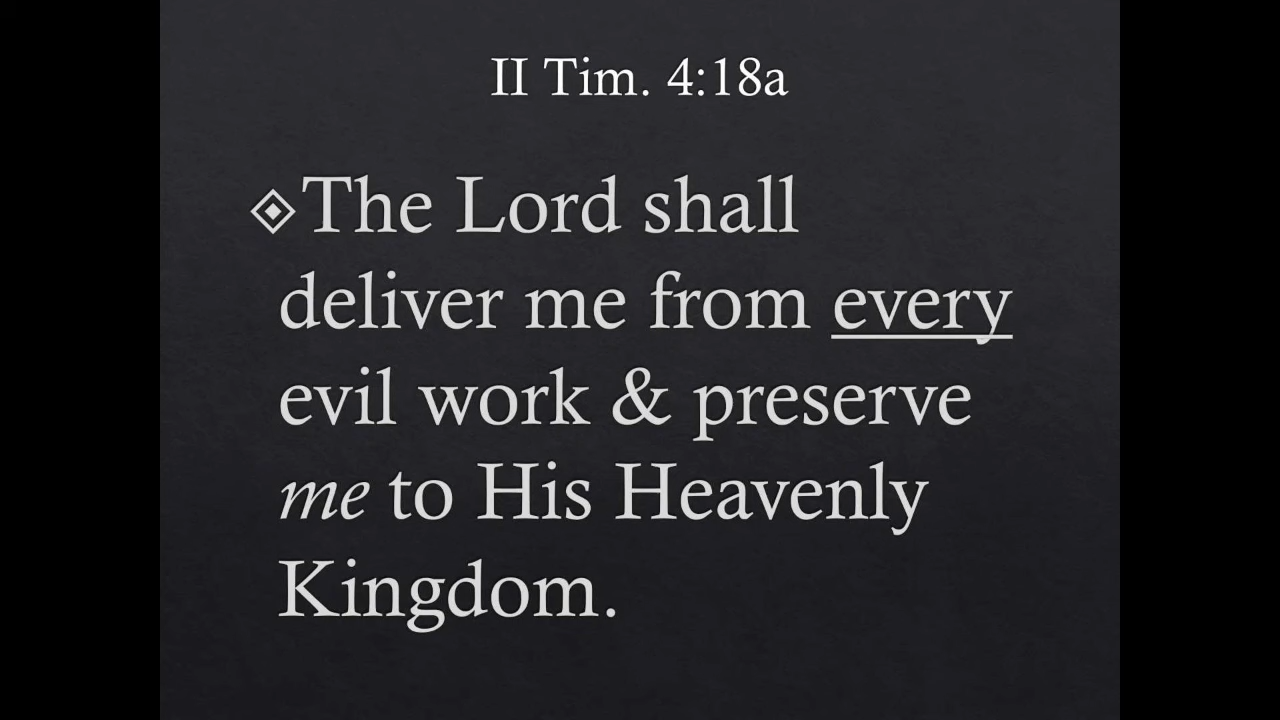 II Tim. 4:18a
The Lord shall
deliver me from every
evil work & preserve
me to His Heavenly
Kingdom.